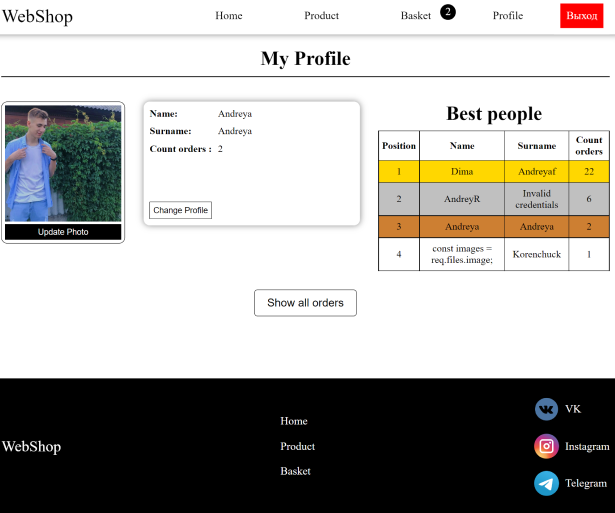 WebShop Home Product Basket 2 Profile Выход
My Profile
Update Photo
Name: Andreya
Surname: Andreya
Count orders : 2
Change Profile
Best people
Position Name Surname Count orders
1 Dima Andreyaf 22
2 AndreyR Invalid credentials 6
3 Andreya Andreya 2
4 const images = req.files.image; Korenchuck 1
Show all orders
WebShop
Home
Product
Basket
VK
Instagram
Telegram